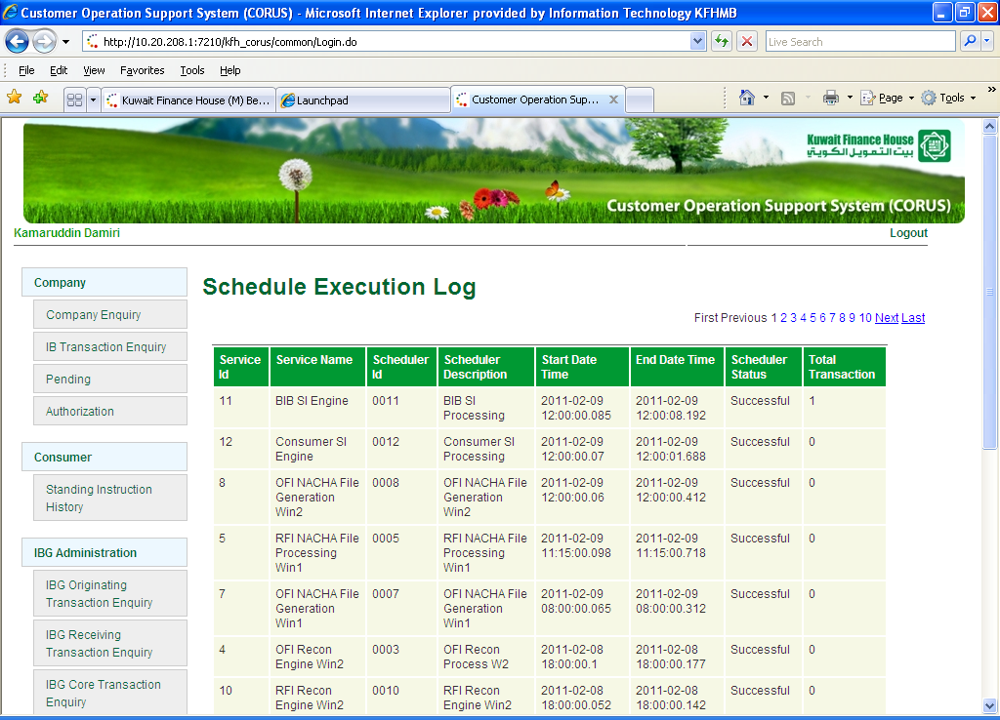 Customer Operation Support System (CORUS) - Microsoft Internet Explorer provided by Information Technology KFHMB
http://10.20.208.1:7210/kfh_corus/common/Login.do
Live Search
File Edit View Favorites Tools Help
Kuwait Finance House (M) Be...
Launchpad
Customer Operation Sup...
Page
Tools
Kuwait Finance House
بيت التمويل الكويتي
Customer Operation Support System (CORUS)
Kamaruddin Damiri
Logout
Company
Company Enquiry
IB Transaction Enquiry
Pending
Authorization
Consumer
Standing Instruction
History
IBG Administration
IBG Originating
Transaction Enquiry
IBG Receiving
Transaction Enquiry
IBG Core Transaction
Enquiry
Schedule Execution Log
First Previous 1 2 3 4 5 6 7 8 9 10 Next Last
Service Id Service Name Scheduler Id Scheduler Description Start Date Time End Date Time Scheduler Status Total Transaction
11 BIB SI Engine 0011 BIB SI Processing 2011-02-09 12:00:00.085 2011-02-09 12:00:08.192 Successful 1
12 Consumer SI Engine 0012 Consumer SI Processing 2011-02-09 12:00:00.07 2011-02-09 12:00:01.688 Successful 0
8 OFI NACHA File Generation Win2 0008 OFI NACHA File Generation Win2 2011-02-09 12:00:00.06 2011-02-09 12:00:00.412 Successful 0
5 RFI NACHA File Processing Win1 0005 RFI NACHA File Processing Win1 2011-02-09 11:15:00.098 2011-02-09 11:15:00.718 Successful 0
7 OFI NACHA File Generation Win1 0007 OFI NACHA File Generation Win1 2011-02-09 08:00:00.065 2011-02-09 08:00:00.312 Successful 0
4 OFI Recon Engine Win2 0003 OFI Recon Process W2 2011-02-08 18:00:00.1 2011-02-08 18:00:00.177 Successful 0
10 RFI Recon Engine Win2 0010 RFI Recon Engine Win2 2011-02-08 18:00:00.052 2011-02-08 18:00:00.142 Successful 0